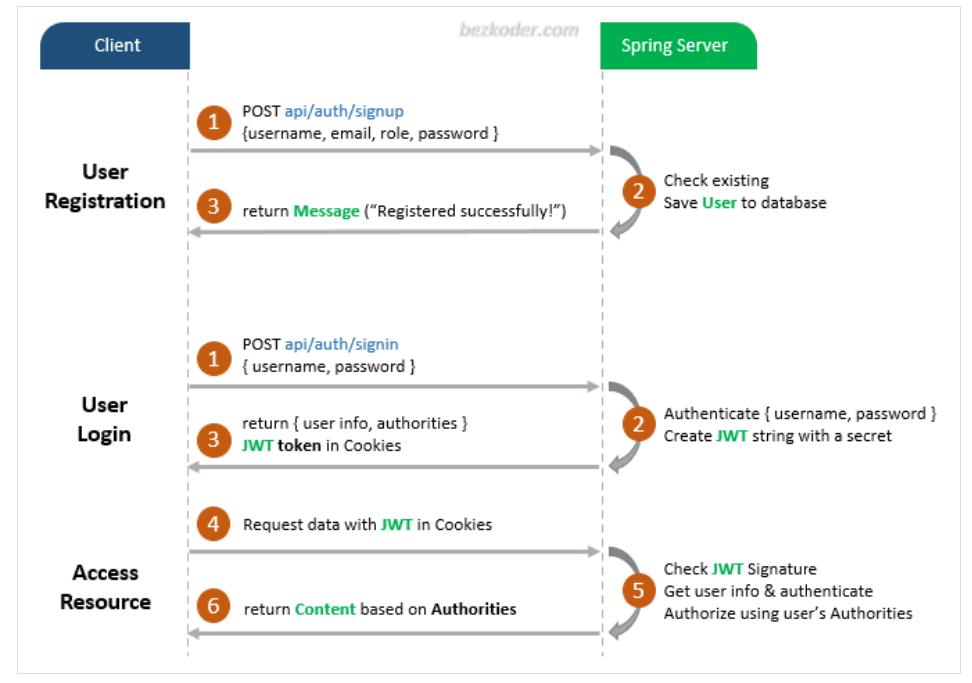 bezkoder.com
Client
Spring Server
User
Registration
1
POST api/auth/signup
{username, email, role, password }
2
Check existing
Save User to database
3
return Message (“Registered successfully!”)
User
Login
1
POST api/auth/signin
{ username, password }
2
Authenticate { username, password }
Create JWT string with a secret
3
return { user info, authorities }
JWT token in Cookies
Access
Resource
4
Request data with JWT in Cookies
5
Check JWT Signature
Get user info & authenticate
Authorize using user’s Authorities
6
return Content based on Authorities